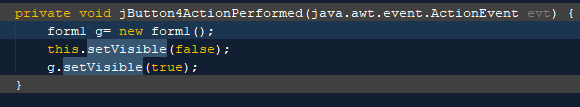 private void jButton4ActionPerformed(java.awt.event.ActionEvent evt) {
form1 g= new form1();
this.setVisible(false);
g.setVisible(true);
}